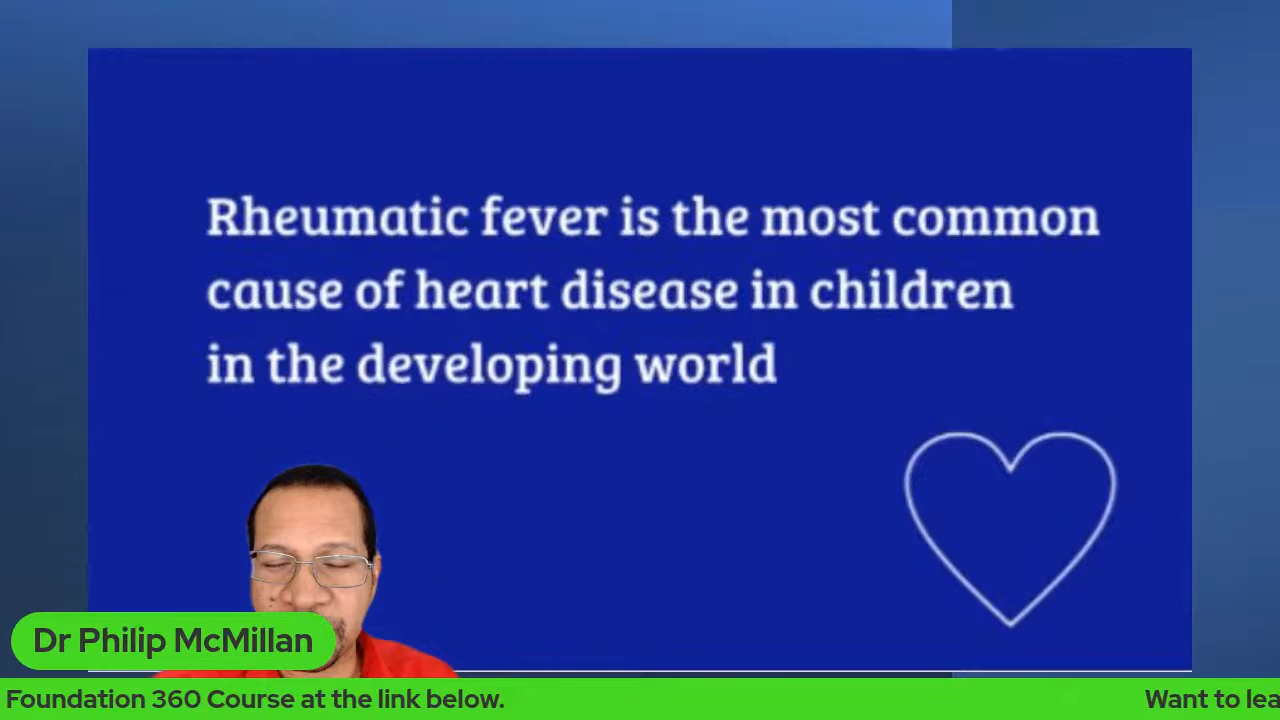 Rheumatic fever is the most common
cause of heart disease in children
in the developing world
Dr Philip McMillan
Foundation 360 Course at the link below.
Want to lea